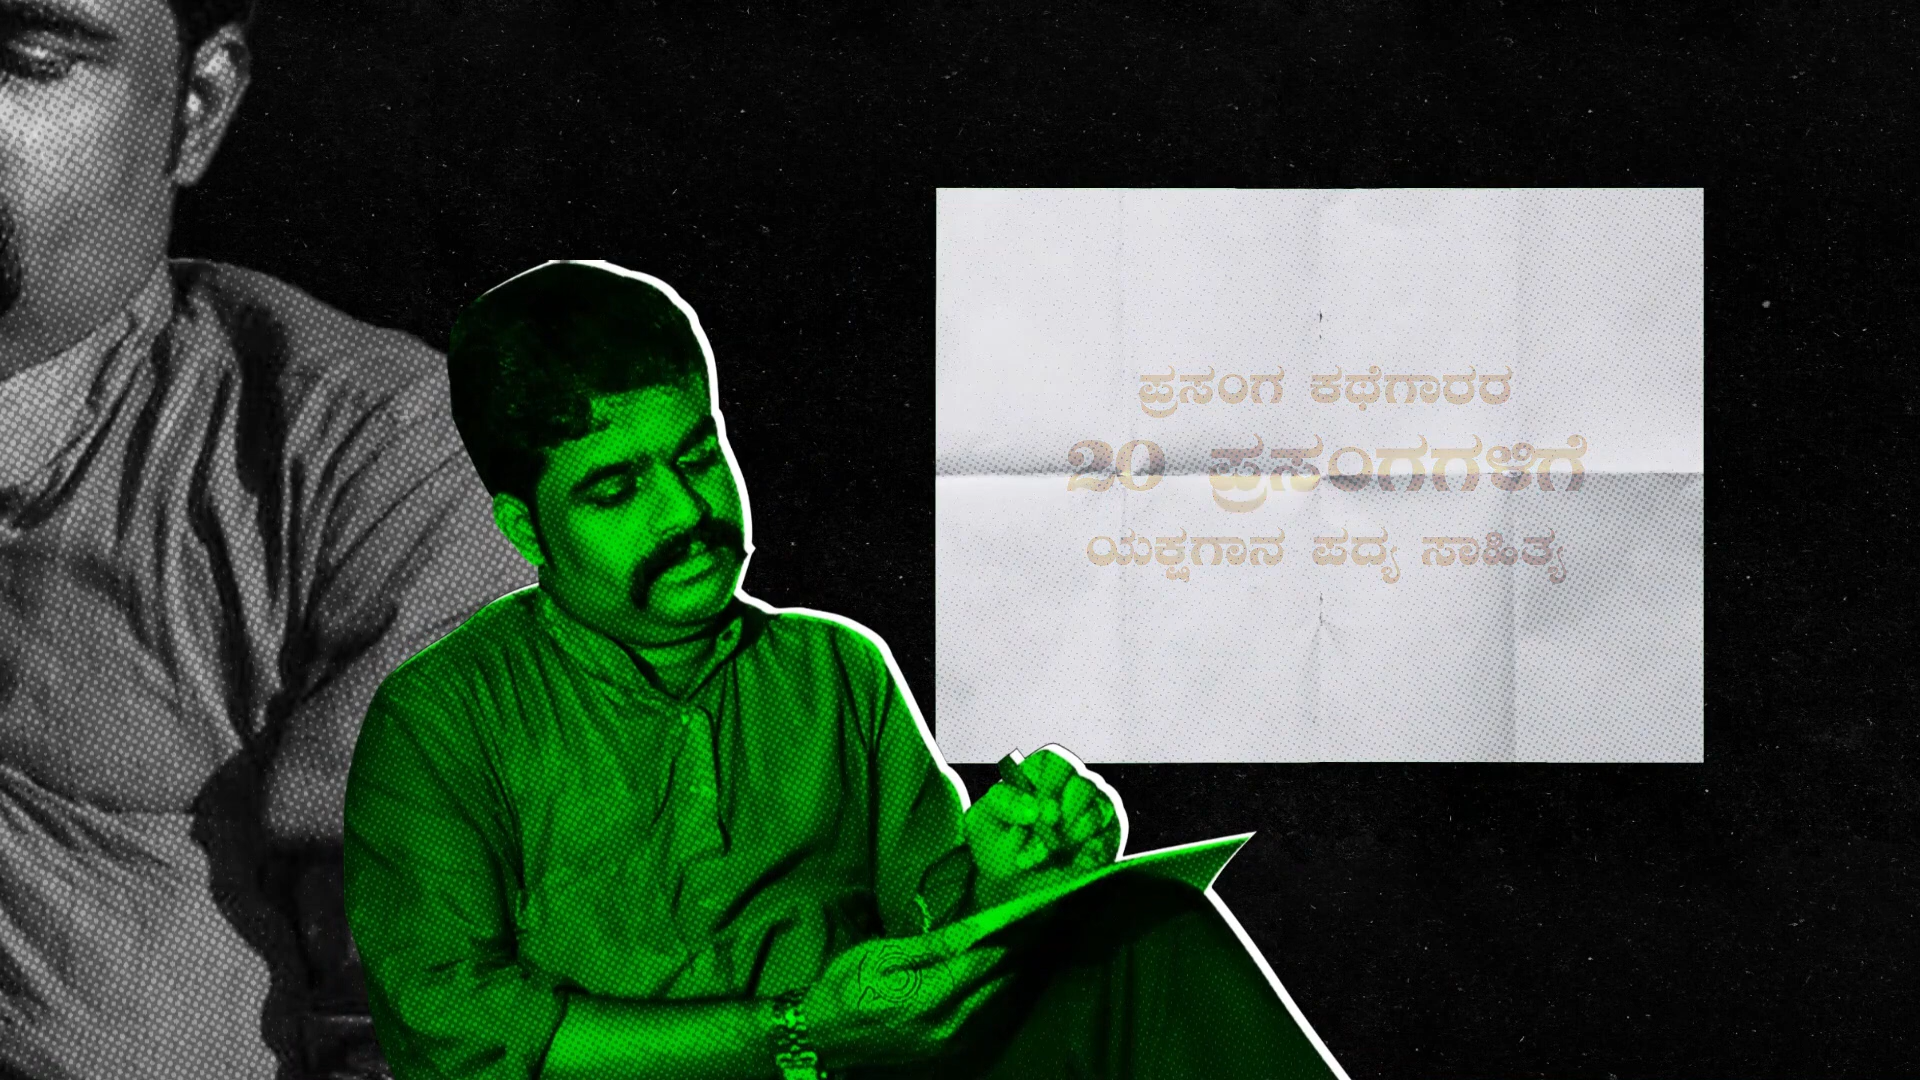 ಪ್ರಸಂಗ ಕಥೆಗಾರರ
20 ಪ್ರಸಂಗಗಳಿಗೆ
ಯಕ್ಷಗಾನ ಪದ್ಯ ಸಾಹಿತ್ಯ